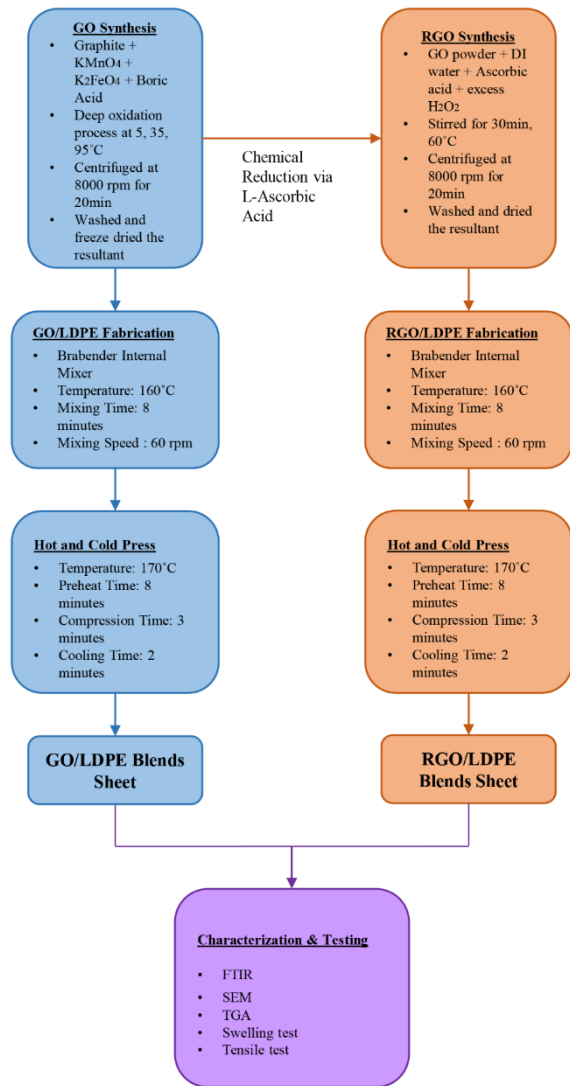 GO Synthesis
• Graphite +
KMnO₄ +
K₂FeO₄ + Boric
Acid
• Deep oxidation
process at 5, 35,
95˚C
• Centrifuged at
8000 rpm for
20min
• Washed and
freeze dried the
resultant
Chemical
Reduction via
L-Ascorbic
Acid
RGO Synthesis
• GO powder + DI
water + Ascorbic
acid + excess
H₂O₂
• Stirred for 30min,
60˚C
• Centrifuged at
8000 rpm for
20min
• Washed and dried
the resultant
GO/LDPE Fabrication
• Brabender Internal
Mixer
• Temperature: 160˚C
• Mixing Time: 8
minutes
• Mixing Speed : 60 rpm
RGO/LDPE Fabrication
• Brabender Internal
Mixer
• Temperature: 160˚C
• Mixing Time: 8
minutes
• Mixing Speed : 60 rpm
Hot and Cold Press
• Temperature: 170˚C
• Preheat Time: 8
minutes
• Compression Time: 3
minutes
• Cooling Time: 2
minutes
Hot and Cold Press
• Temperature: 170˚C
• Preheat Time: 8
minutes
• Compression Time: 3
minutes
• Cooling Time: 2
minutes
GO/LDPE Blends
Sheet
RGO/LDPE
Blends Sheet
Characterization & Testing
• FTIR
• SEM
• TGA
• Swelling test
• Tensile test